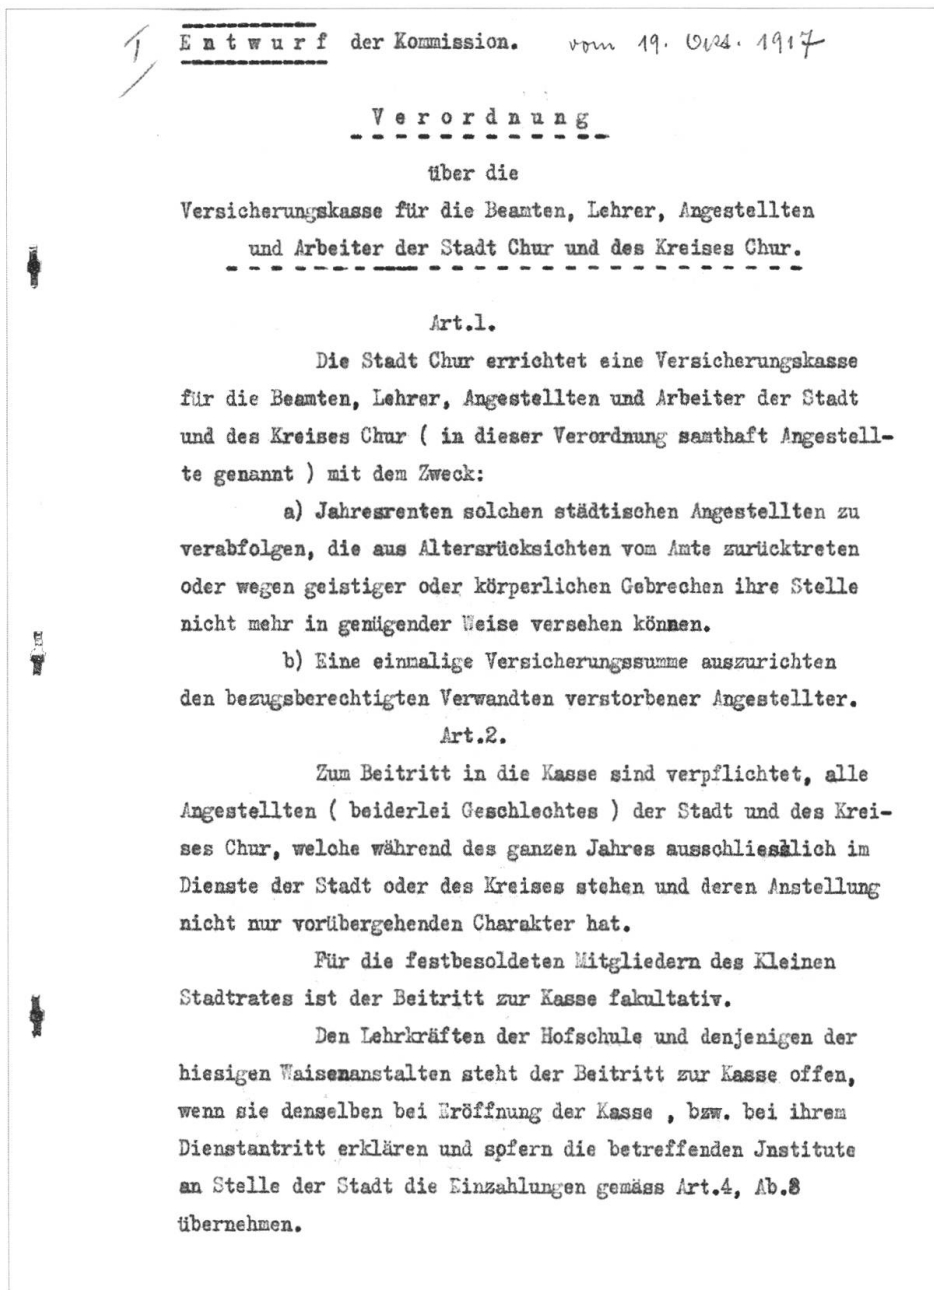 I
Entwurf der Kommission. vom 19. 1917
Verordnung
über die
Versicherungskasse für die Beamten, Lehrer, Angestellten
und Arbeiter der Stadt Chur und des Kreises Chur.
Art.1.
Die Stadt Chur errichtet eine Versicherungskasse
für die Beamten, Lehrer, Angestellten und Arbeiter der Stadt
und des Kreises Chur ( in dieser Verordnung samthaft Angestell-
te genannt ) mit dem Zweck:
a) Jahresrenten solchen städtischen Angestellten zu
verabfolgen, die aus Altersrücksichten vom Amte zurücktreten
oder wegen geistiger oder körperlichen Gebrechen ihre Stelle
nicht mehr in genügender Weise versehen können.
b) Eine einmalige Versicherungssumme auszurichten
den bezugsberechtigten Verwandten verstorbener Angestellter.
Art.2.
Zum Beitritt in die Kasse sind verpflichtet, alle
Angestellten ( beiderlei Geschlechtes ) der Stadt und des Krei-
ses Chur, welche während des ganzen Jahres ausschliesslich im
Dienste der Stadt oder des Kreises stehen und deren Anstellung
nicht nur vorübergehenden Charakter hat.
Für die festbesoldeten Mitgliedern des Kleinen
Stadtrates ist der Beitritt zur Kasse fakultativ.
Den Lehrkräften der Hofschule und denjenigen der
hiesigen Waisenanstalten steht der Beitritt zur Kasse offen,
wenn sie denselben bei Eröffnung der Kasse , bzw. bei ihrem
Dienstantritt erklären und sofern die betreffenden Jnstitute
an Stelle der Stadt die Einzahlungen gemäss Art.4, Ab.
übernehmen.